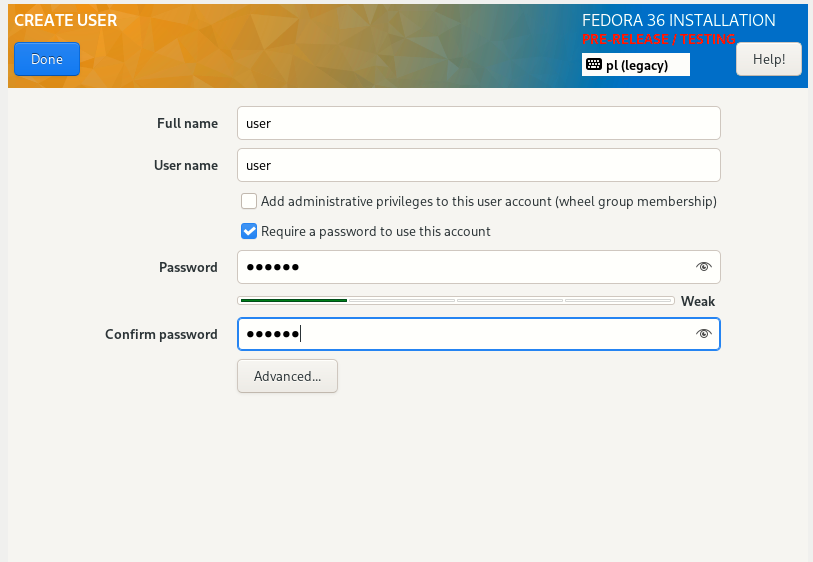 CREATE USER
FEDORA 36 INSTALLATION
PRE-RELEASE / TESTING
Done
pl (legacy)
Help!
Full name
user
User name
user
Add administrative privileges to this user account (wheel group membership)
Require a password to use this account
Password
●●●●●●
Weak
Confirm password
●●●●●●
Advanced...